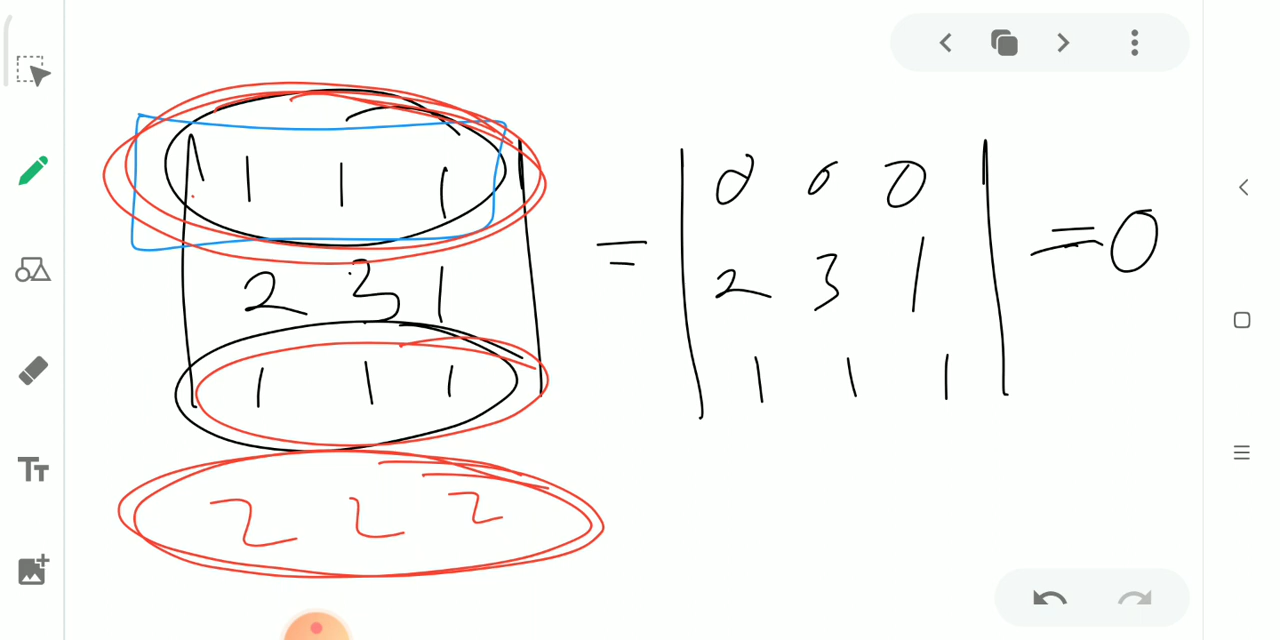 | 1 1 1 | = | 0 0 0 | = 0
| 2 3 1 | | 2 3 1 |
| 1 1 1 | | 1 1 1 |
2 2 2
Tт